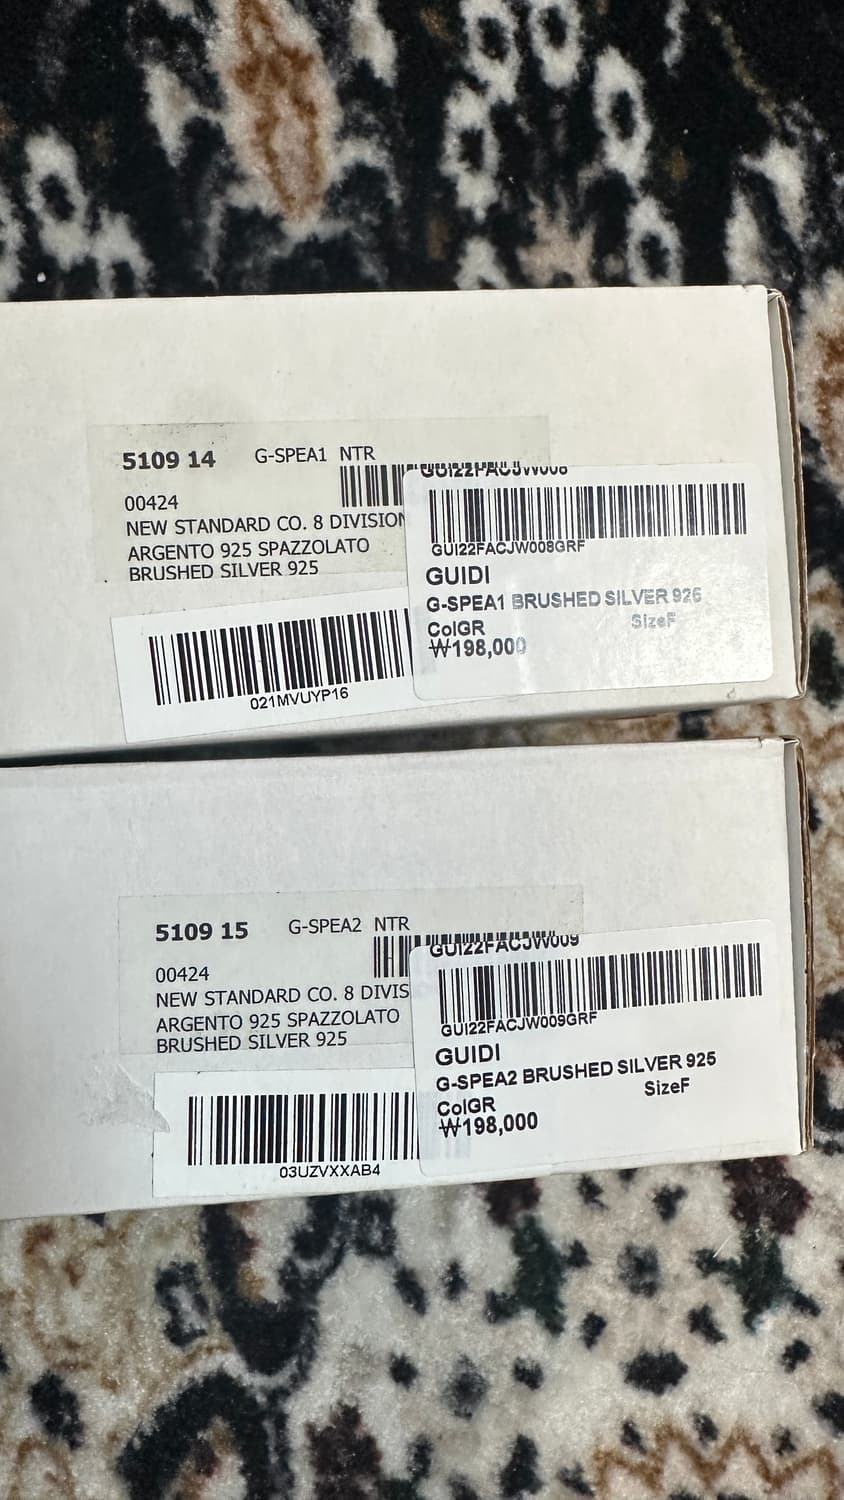 5109 14 G-SPEA1 NTR
00424
NEW STANDARD CO. 8 DIVISION
ARGENTO 925 SPAZZOLATO
BRUSHED SILVER 925
021MVUYP16
GUI22FACJW008
GUI22FACJW008GRF
GUIDI
G-SPEA1 BRUSHED SILVER 925
SizeF
ColGR
₩198,000
5109 15 G-SPEA2 NTR
00424
NEW STANDARD CO. 8 DIVIS
ARGENTO 925 SPAZZOLATO
BRUSHED SILVER 925
03UZVXXAB4
GUI22FACJW009
GUI22FACJW009GRF
GUIDI
G-SPEA2 BRUSHED SILVER 925
SizeF
ColGR
₩198,000